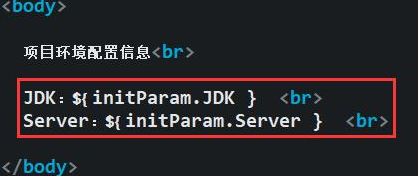 <body>
项目环境配置信息<br>
JDK：${ initParam.JDK }  <br>
Server：${ initParam.Server }  <br>
</body>